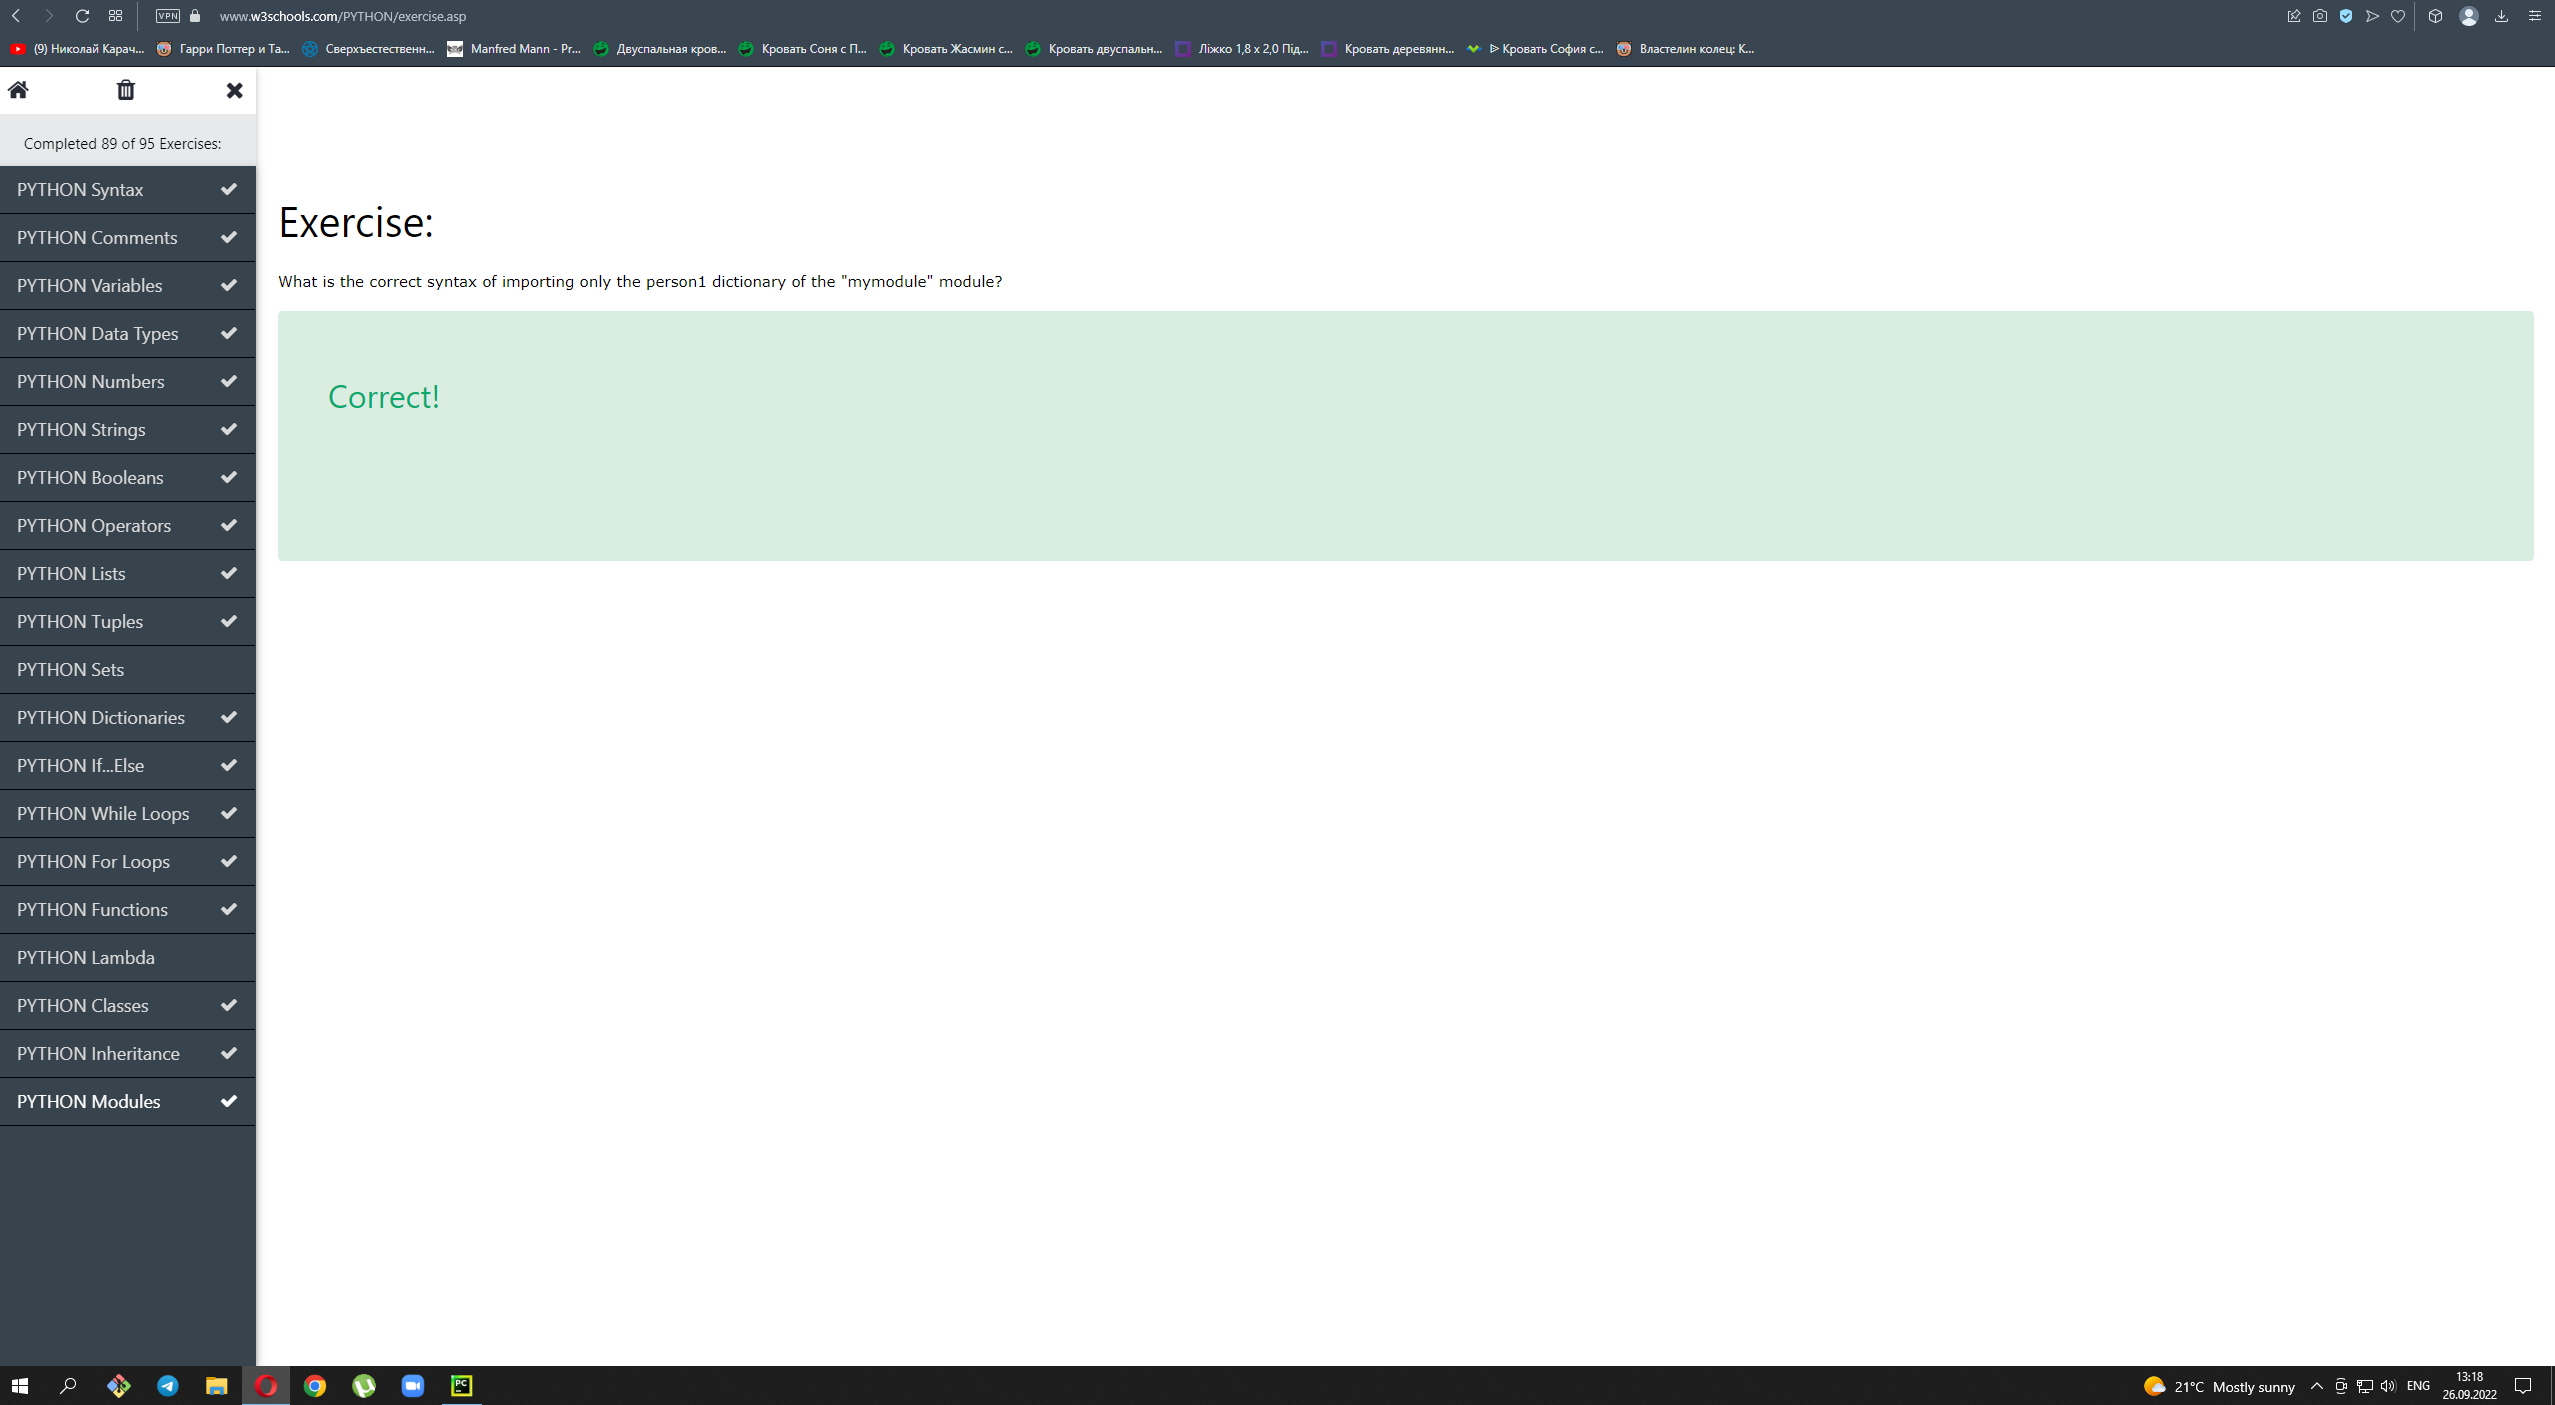 VPN www.w3schools.com/PYTHON/exercise.asp
(9) Николай Карач... Гарри Поттер и Та... Сверхъестественн... Manfred Mann - Pr... Двуспальная кров... Кровать Соня с П... Кровать Жасмин с... Кровать двуспальн... Ліжко 1,8 х 2,0 Під... Кровать деревянн... ᐉ Кровать София с... Властелин колец: К...
Completed 89 of 95 Exercises:
PYTHON Syntax
PYTHON Comments
PYTHON Variables
PYTHON Data Types
PYTHON Numbers
PYTHON Strings
PYTHON Booleans
PYTHON Operators
PYTHON Lists
PYTHON Tuples
PYTHON Sets
PYTHON Dictionaries
PYTHON If...Else
PYTHON While Loops
PYTHON For Loops
PYTHON Functions
PYTHON Lambda
PYTHON Classes
PYTHON Inheritance
PYTHON Modules
Exercise:
What is the correct syntax of importing only the person1 dictionary of the "mymodule" module?
Correct!
PC
21°C Mostly sunny
ENG
13:18
26.09.2022